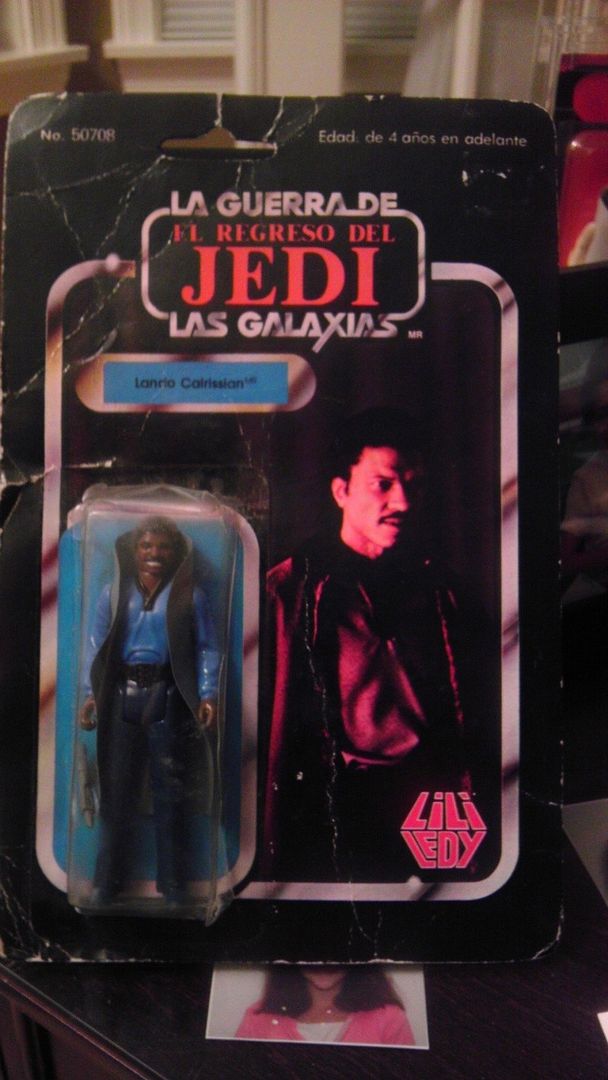 No. 50708
Edad. de 4 años en adelante
LA GUERRA DE
EL REGRESO DEL
JEDI
LAS GALAXIAS MR
Lanrio Calrissian MR
LiLi
LEDY